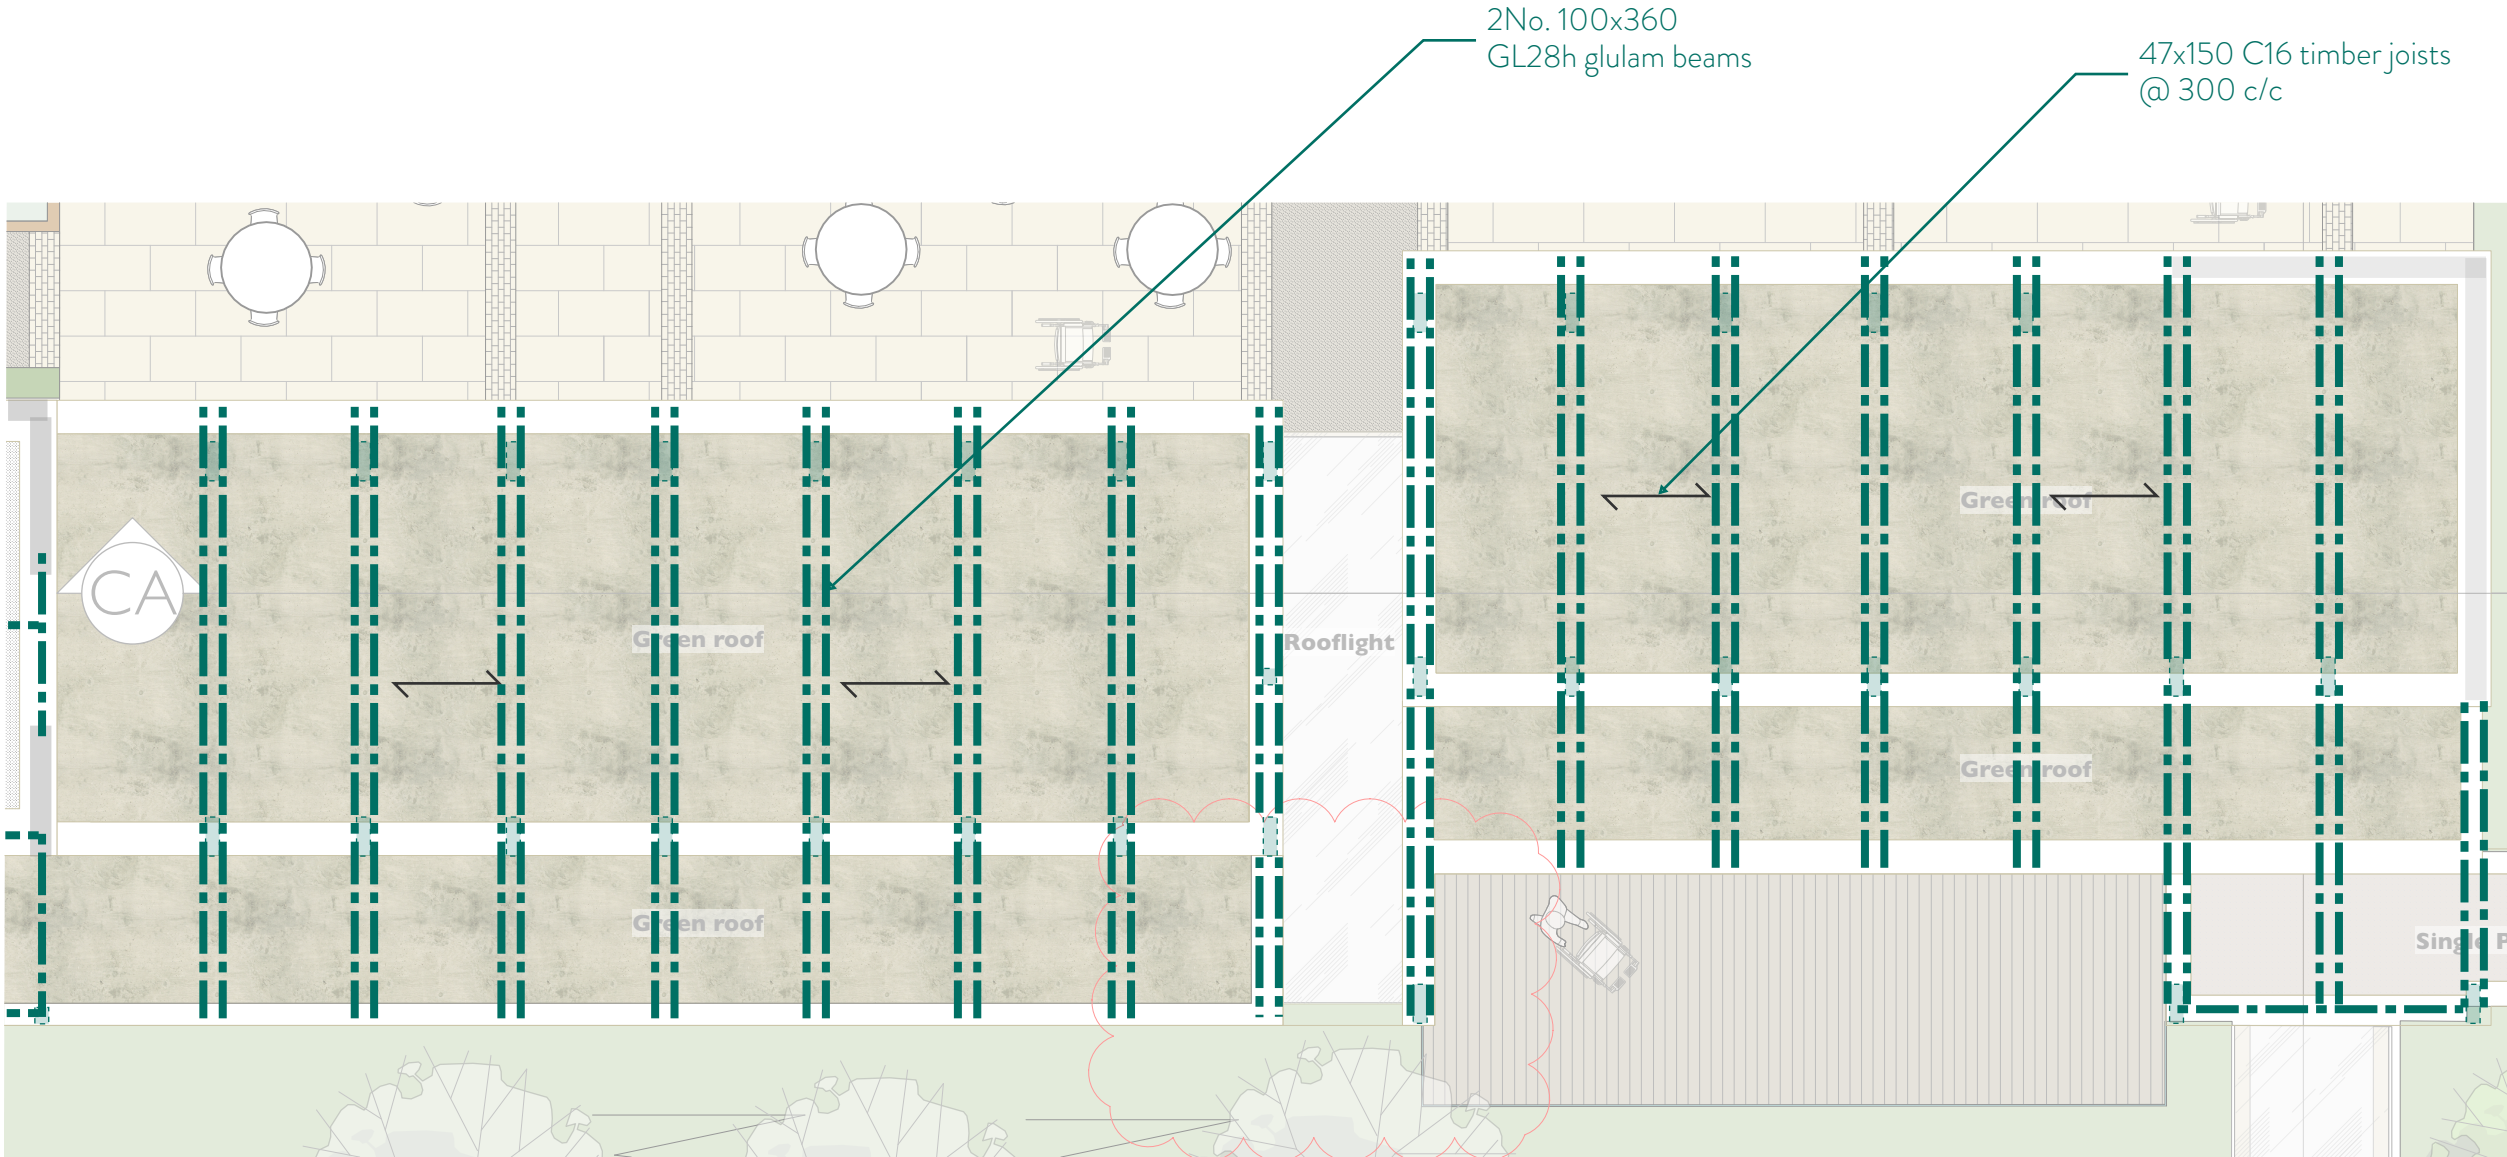 2No. 100x360
GL28h glulam beams
47x150 C16 timber joists
@ 300 c/c
Green roof
CA
Green roof
Rooflight
Green roof
Green roof
Single P